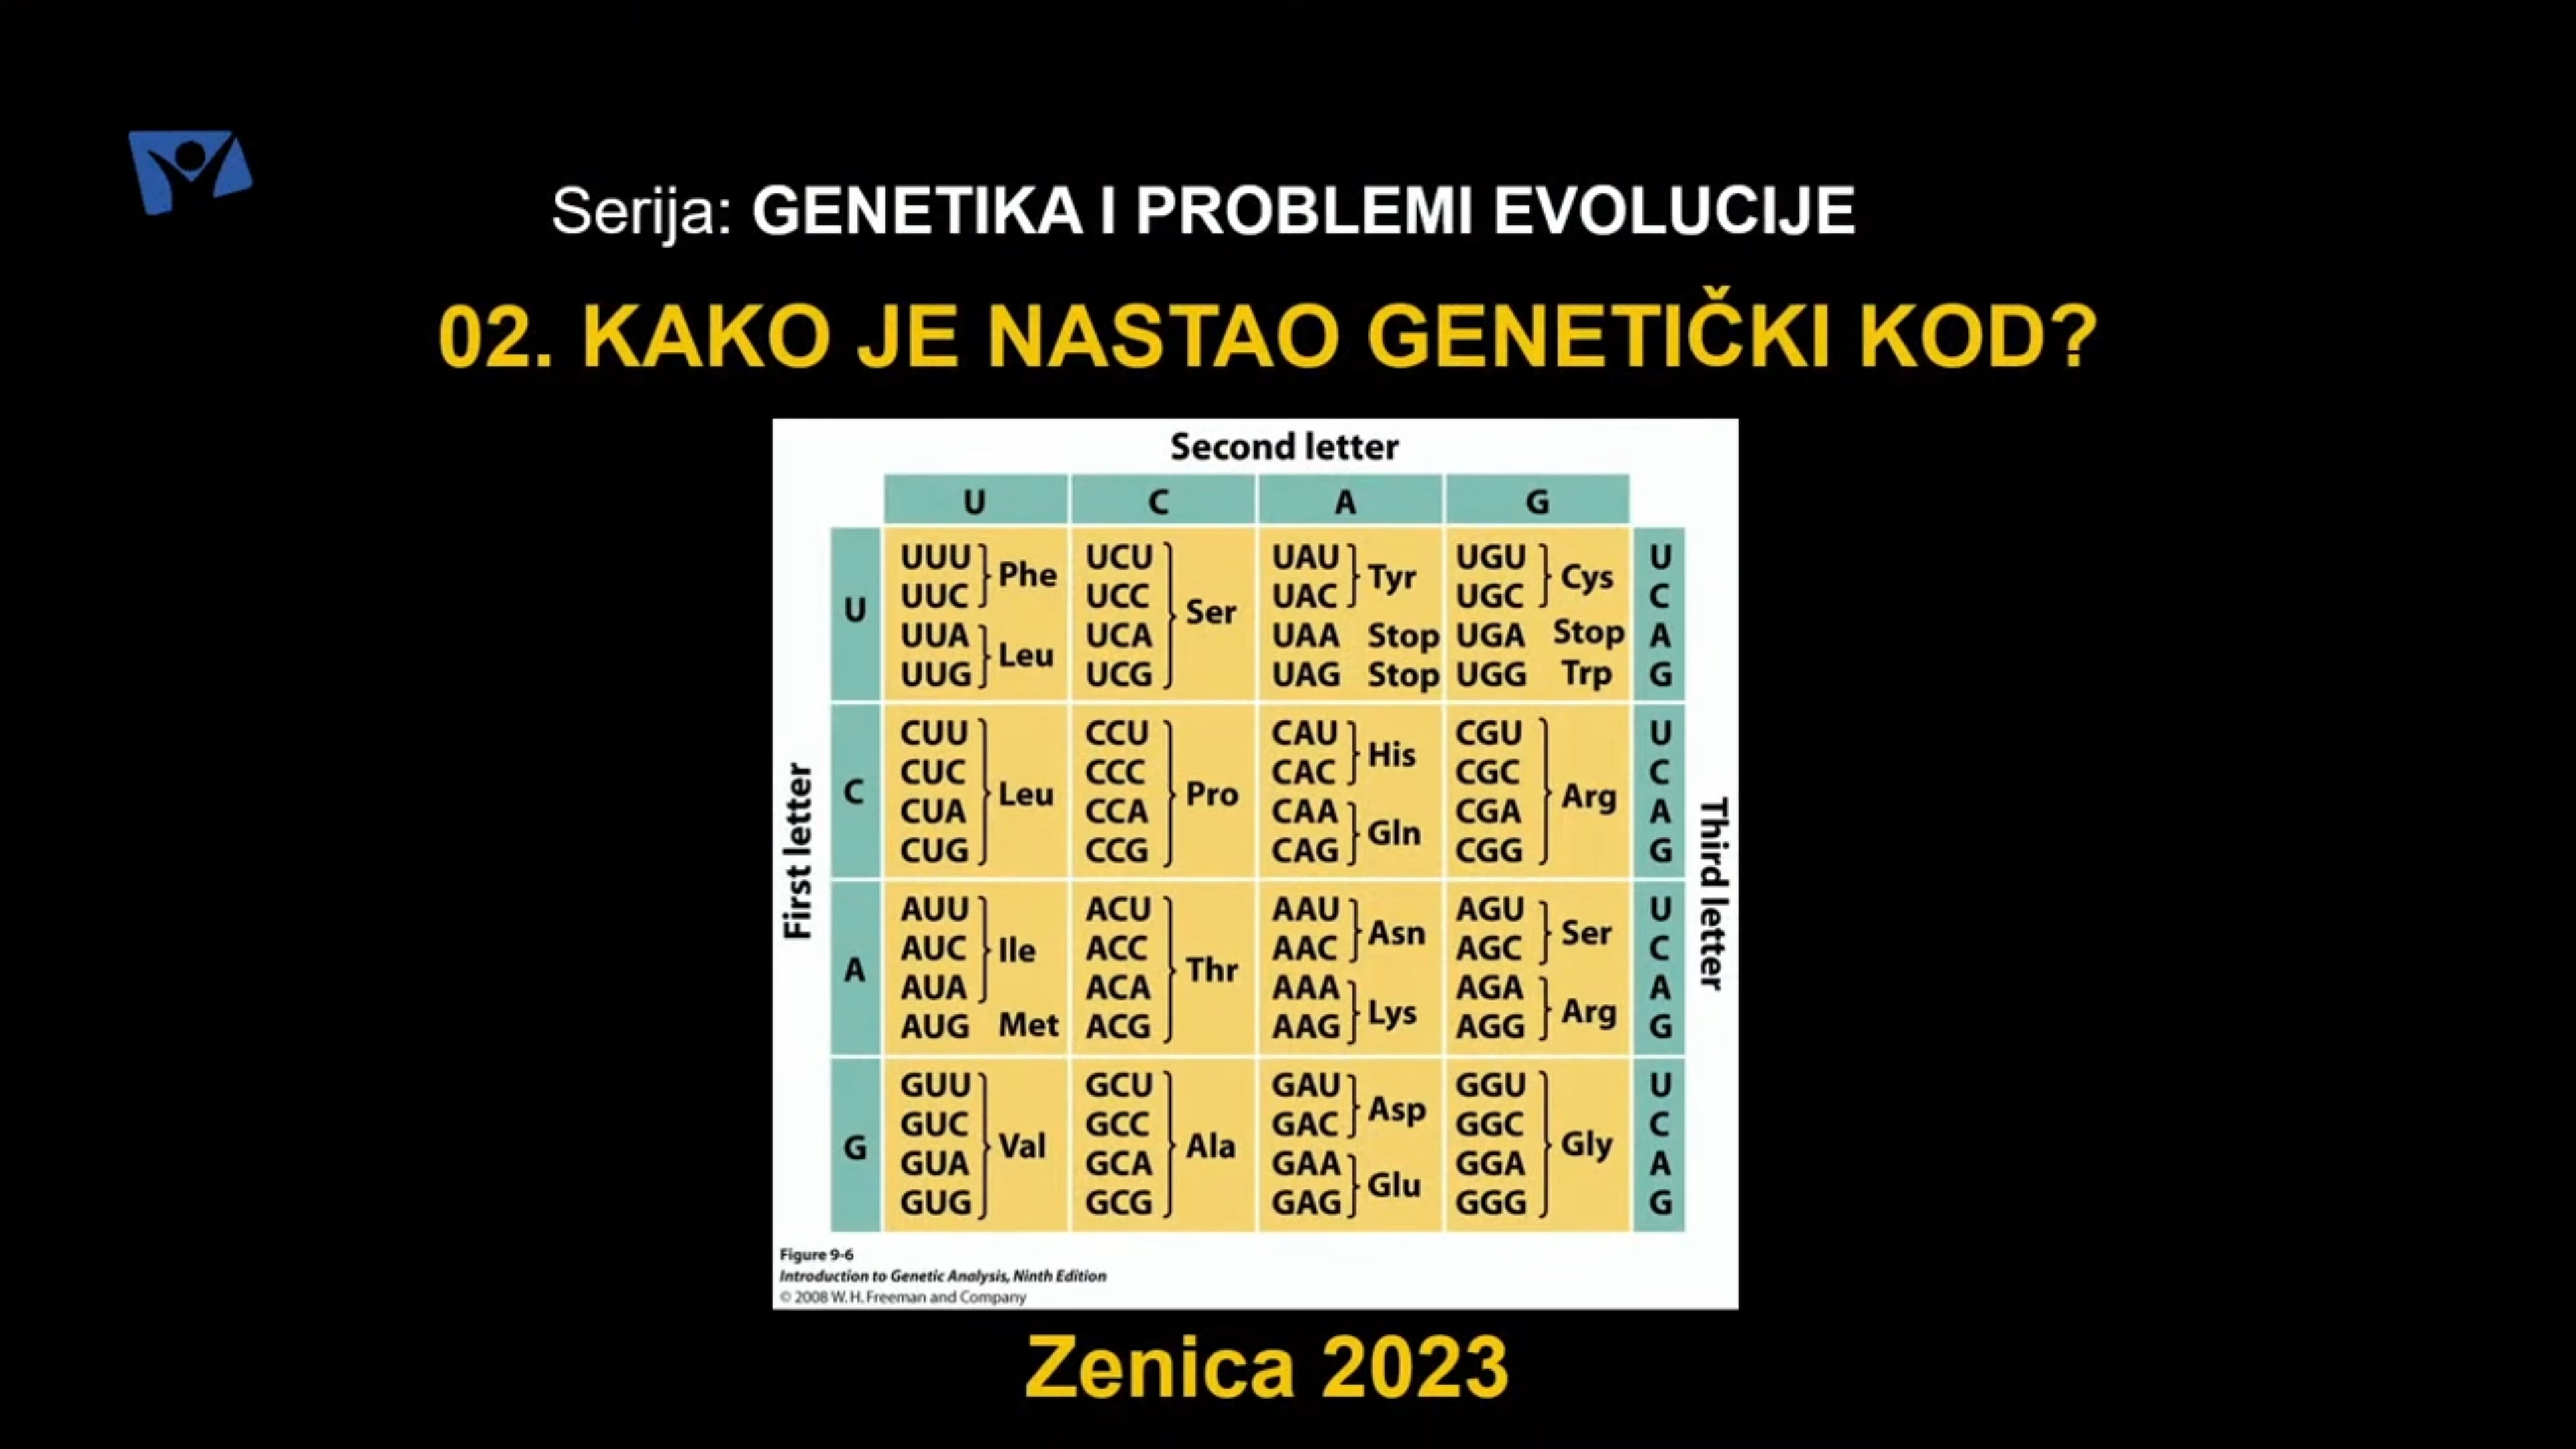 Serija: GENETIKA I PROBLEMI EVOLUCIJE
02. KAKO JE NASTAO GENETIČKI KOD?
Second letter
U C A G
First letter
U
UUU UUC Phe
UUA UUG Leu
UCU UCC UCA UCG Ser
UAU UAC Tyr
UAA Stop
UAG Stop
UGU UGC Cys
UGA Stop
UGG Trp
U C A G
C
CUU CUC CUA CUG Leu
CCU CCC CCA CCG Pro
CAU CAC His
CAA CAG Gln
CGU CGC CGA CGG Arg
U C A G
A
AUU AUC AUA Ile
AUG Met
ACU ACC ACA ACG Thr
AAU AAC Asn
AAA AAG Lys
AGU AGC Ser
AGA AGG Arg
U C A G
G
GUU GUC GUA GUG Val
GCU GCC GCA GCG Ala
GAU GAC Asp
GAA GAG Glu
GGU GGC GGA GGG Gly
U C A G
Third letter
Figure 9-6
Introduction to Genetic Analysis, Ninth Edition
© 2008 W. H. Freeman and Company
Zenica 2023